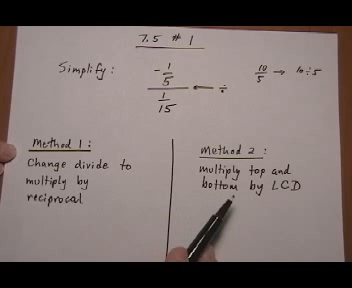 7.5 # 1
Simplify:
-1/5
1/15
← ÷
10/5 → 10÷5
Method 1:
Change divide to
multiply by
reciprocal
Method 2:
multiply top and
bottom by LCD